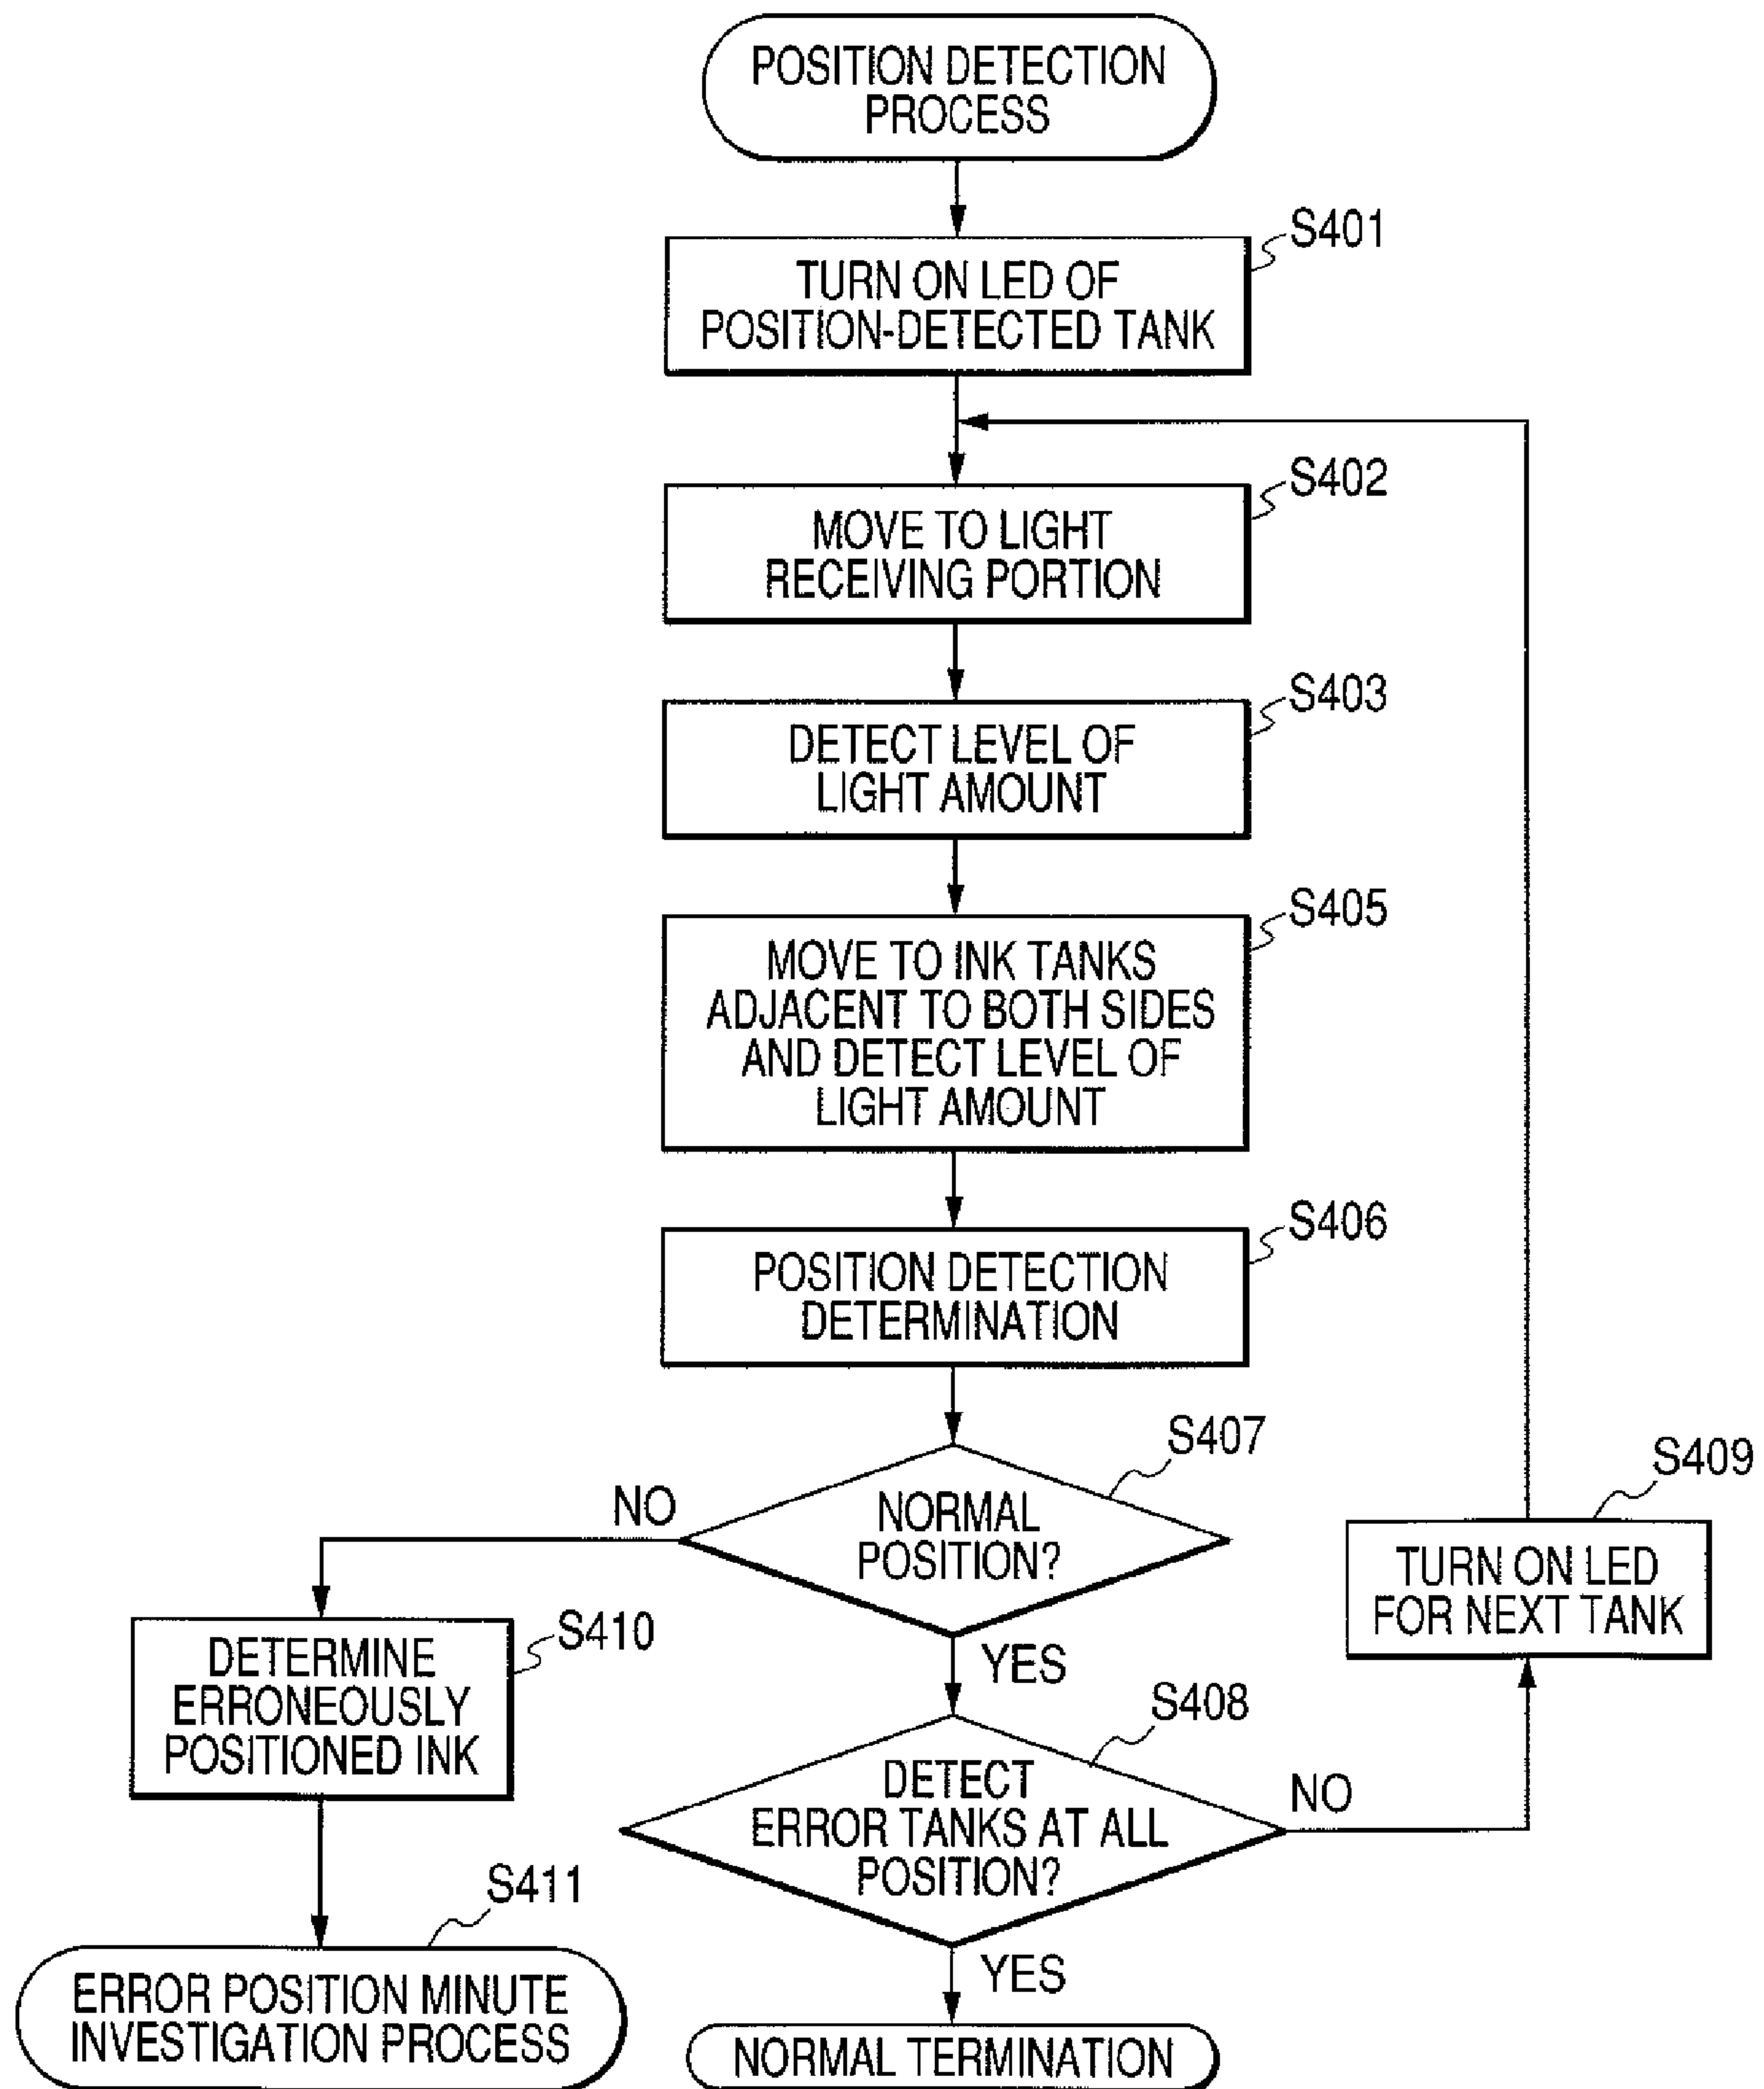 POSITION DETECTION
PROCESS
S401
TURN ON LED OF
POSITION-DETECTED TANK
S402
MOVE TO LIGHT
RECEIVING PORTION
S403
DETECT LEVEL OF
LIGHT AMOUNT
S405
MOVE TO INK TANKS
ADJACENT TO BOTH SIDES
AND DETECT LEVEL OF
LIGHT AMOUNT
S406
POSITION DETECTION
DETERMINATION
S407
NORMAL
POSITION?
NO
YES
S409
TURN ON LED
FOR NEXT TANK
S410
DETERMINE
ERRONEOUSLY
POSITIONED INK
S408
DETECT
ERROR TANKS AT ALL
POSITION?
NO
YES
S411
ERROR POSITION MINUTE
INVESTIGATION PROCESS
NORMAL TERMINATION